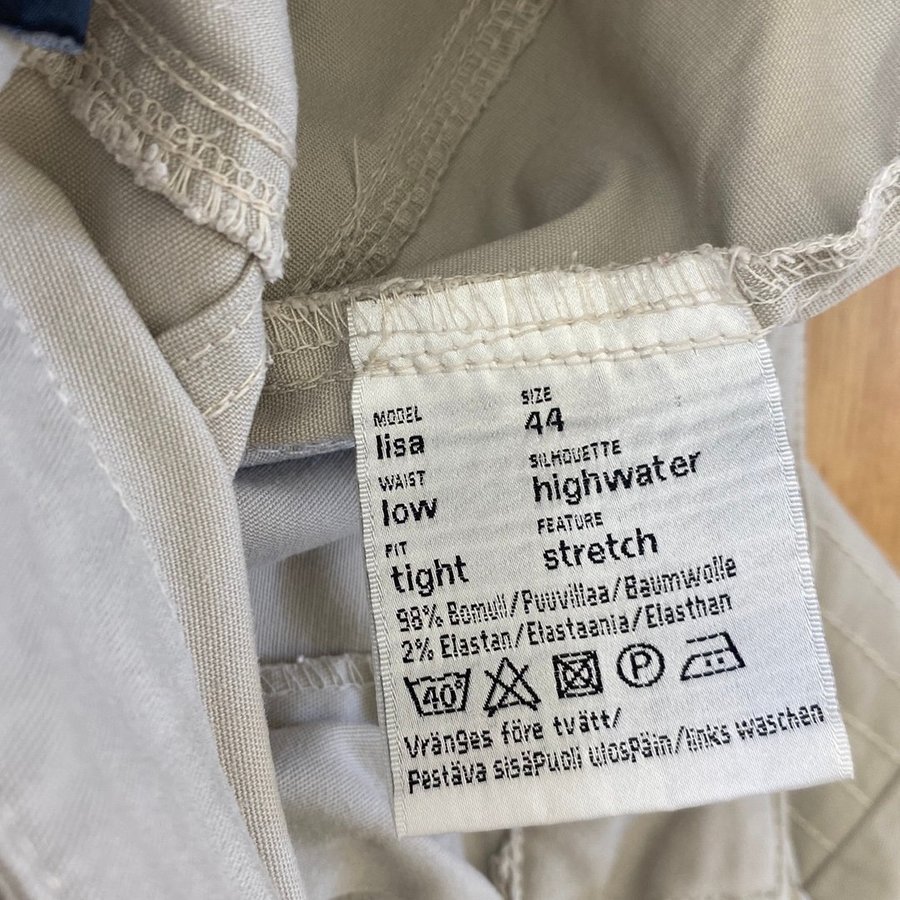 MODEL SIZE
lisa 44
WAIST SILHOUETTE
low highwater
FIT FEATURE
tight stretch
98% Bomull/Puuvillaa/Baumwolle
2% Elastan/Elastaania/Elasthan
40° P
Vränges före tvätt/
Pestävä sisäpuoli ulospäin/links waschen